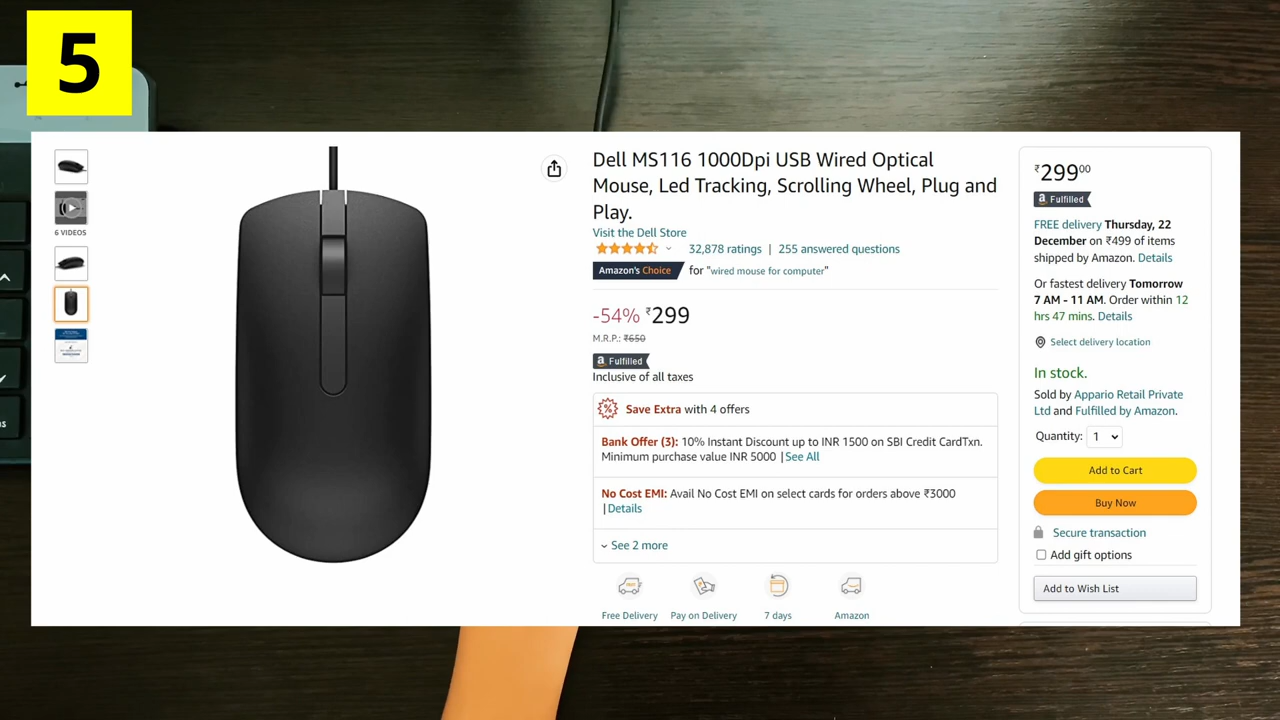 5
6 VIDEOS
Dell MS116 1000Dpi USB Wired Optical
Mouse, Led Tracking, Scrolling Wheel, Plug and
Play.
Visit the Dell Store
32,878 ratings | 255 answered questions
Amazon's Choice for "wired mouse for computer"
-54% ₹299
M.R.P.: ₹650
a Fulfilled
Inclusive of all taxes
Save Extra with 4 offers
Bank Offer (3): 10% Instant Discount up to INR 1500 on SBI Credit CardTxn.
Minimum purchase value INR 5000 | See All
No Cost EMI: Avail No Cost EMI on select cards for orders above ₹3000
| Details
See 2 more
Free Delivery Pay on Delivery 7 days Amazon
₹29900
a Fulfilled
FREE delivery Thursday, 22
December on ₹499 of items
shipped by Amazon. Details
Or fastest delivery Tomorrow
7 AM - 11 AM. Order within 12
hrs 47 mins. Details
Select delivery location
In stock.
Sold by Appario Retail Private
Ltd and Fulfilled by Amazon.
Quantity: 1
Add to Cart
Buy Now
Secure transaction
Add gift options
Add to Wish List